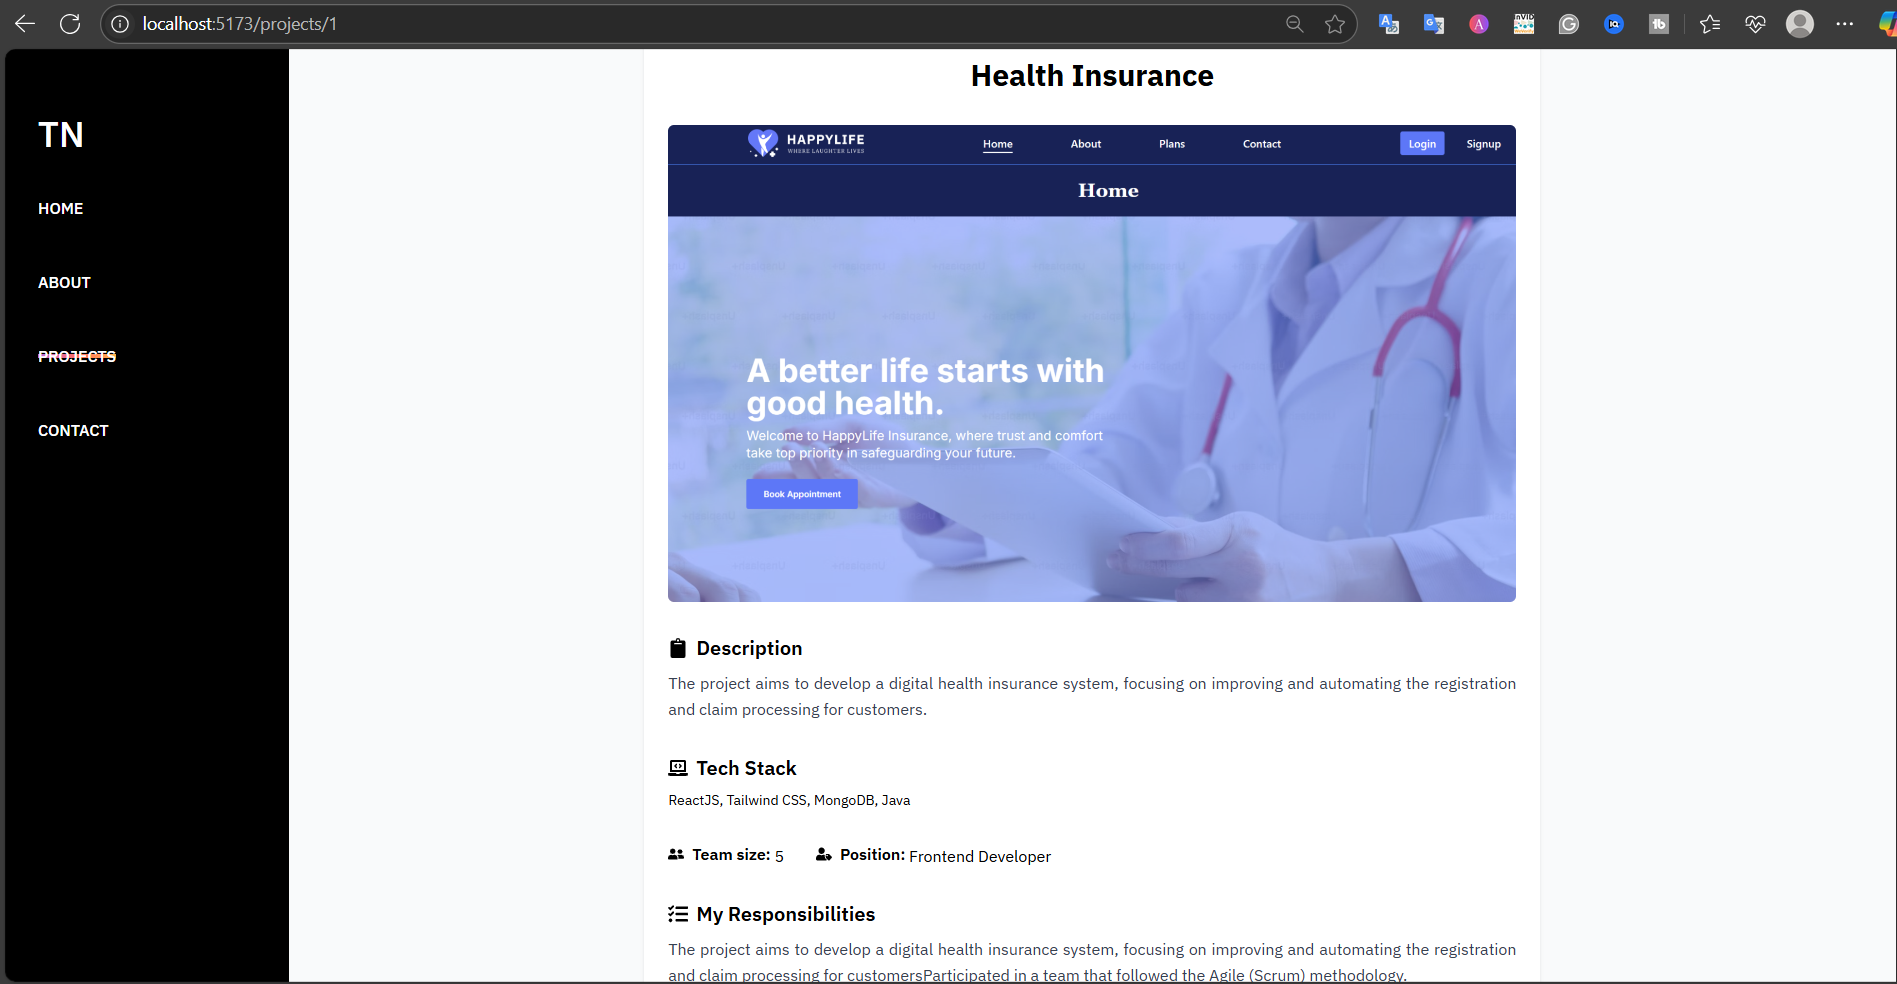 localhost:5173/projects/1
TN
HOME
ABOUT
PROJECTS
CONTACT
Health Insurance
HAPPYLIFE
WHERE LAUGHTER LIVES
Home
About
Plans
Contact
Login
Signup
Home
A better life starts with
good health.
Welcome to HappyLife Insurance, where trust and comfort
take top priority in safeguarding your future.
Book Appointment
Description
The project aims to develop a digital health insurance system, focusing on improving and automating the registration
and claim processing for customers.
Tech Stack
ReactJS, Tailwind CSS, MongoDB, Java
Team size: 5
Position: Frontend Developer
My Responsibilities
The project aims to develop a digital health insurance system, focusing on improving and automating the registration
and claim processing for customersParticipated in a team that followed the Agile (Scrum) methodology.